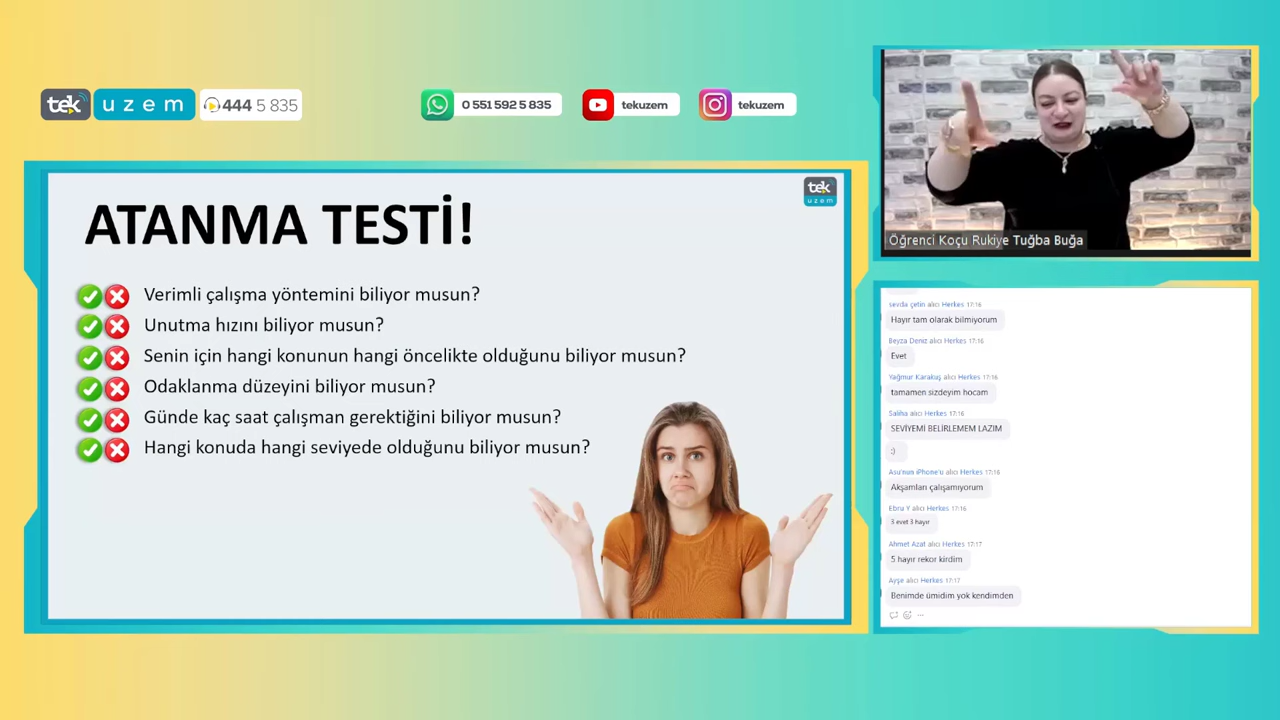 tek uzem 444 5 835
0 551 592 5 835
tekuzem
tekuzem
tek
uzem
ATANMA TESTİ!
Verimli çalışma yöntemini biliyor musun?
Unutma hızını biliyor musun?
Senin için hangi konunun hangi öncelikte olduğunu biliyor musun?
Odaklanma düzeyini biliyor musun?
Günde kaç saat çalışman gerektiğini biliyor musun?
Hangi konuda hangi seviyede olduğunu biliyor musun?
Öğrenci Koçu Rukiye Tuğba Buğa
sevda çetin alıcı Herkes 17:16
Hayır tam olarak bilmiyorum
Beyza Deniz alıcı Herkes 17:16
Evet
Yağmur Karakuş alıcı Herkes 17:16
tamamen sizdeyim hocam
Saliha alıcı Herkes 17:16
SEVİYEMİ BELİRLEMEM LAZIM
:)
Asu'nun iPhone'u alıcı Herkes 17:16
Akşamları çalışamıyorum
Ebru Y alıcı Herkes 17:16
3 evet 3 hayır
Ahmet Azat alıcı Herkes 17:17
5 hayır rekor kirdim
Ayşe alıcı Herkes 17:17
Benimde ümidim yok kendimden